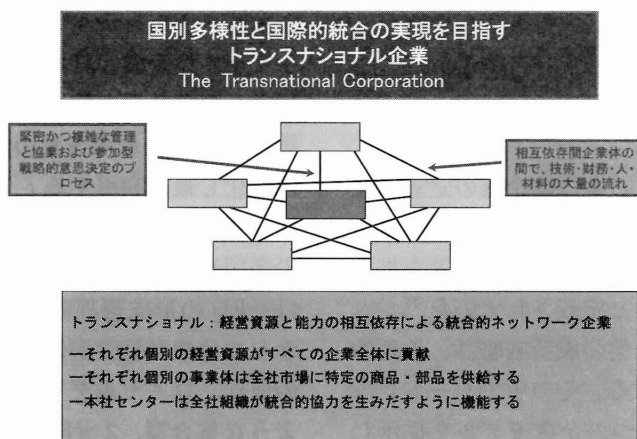 国別多様性と国際的統合の実現を目指す
トランスナショナル企業
The Transnational Corporation
緊密かつ複雑な管理
と協業および参加型
戦略的意思決定のプ
ロセス
相互依存間企業体の
間で、技術・財務・人・
材料の大量の流れ
トランスナショナル：経営資源と能力の相互依存による統合的ネットワーク企業
ーそれぞれ個別の経営資源がすべての企業全体に貢献
ーそれぞれ個別の事業体は全社市場に特定の商品・部品を供給する
ー本社センターは全社組織が統合的協力を生みだすように機能する